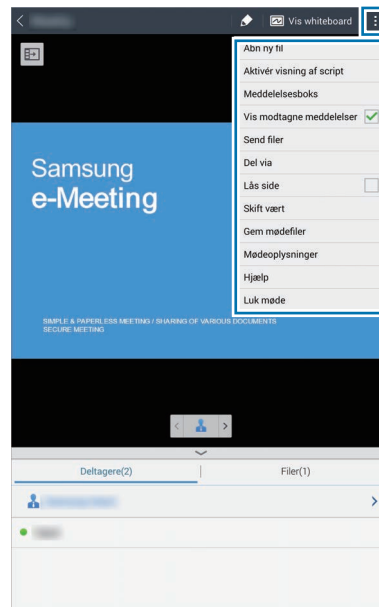 Vis whiteboard
Abn ny fil
Aktivér visning af script
Meddelelsesboks
Vis modtagne meddelelser
Send filer
Del via
Lås side
Skift vært
Gem mødefiler
Mødeoplysninger
Hjælp
Luk møde
Samsung
e-Meeting
SIMPLE & PAPERLESS MEETING / SHARING OF VARIOUS DOCUMENTS
SECURE MEETING
Deltagere(2)
Filer(1)